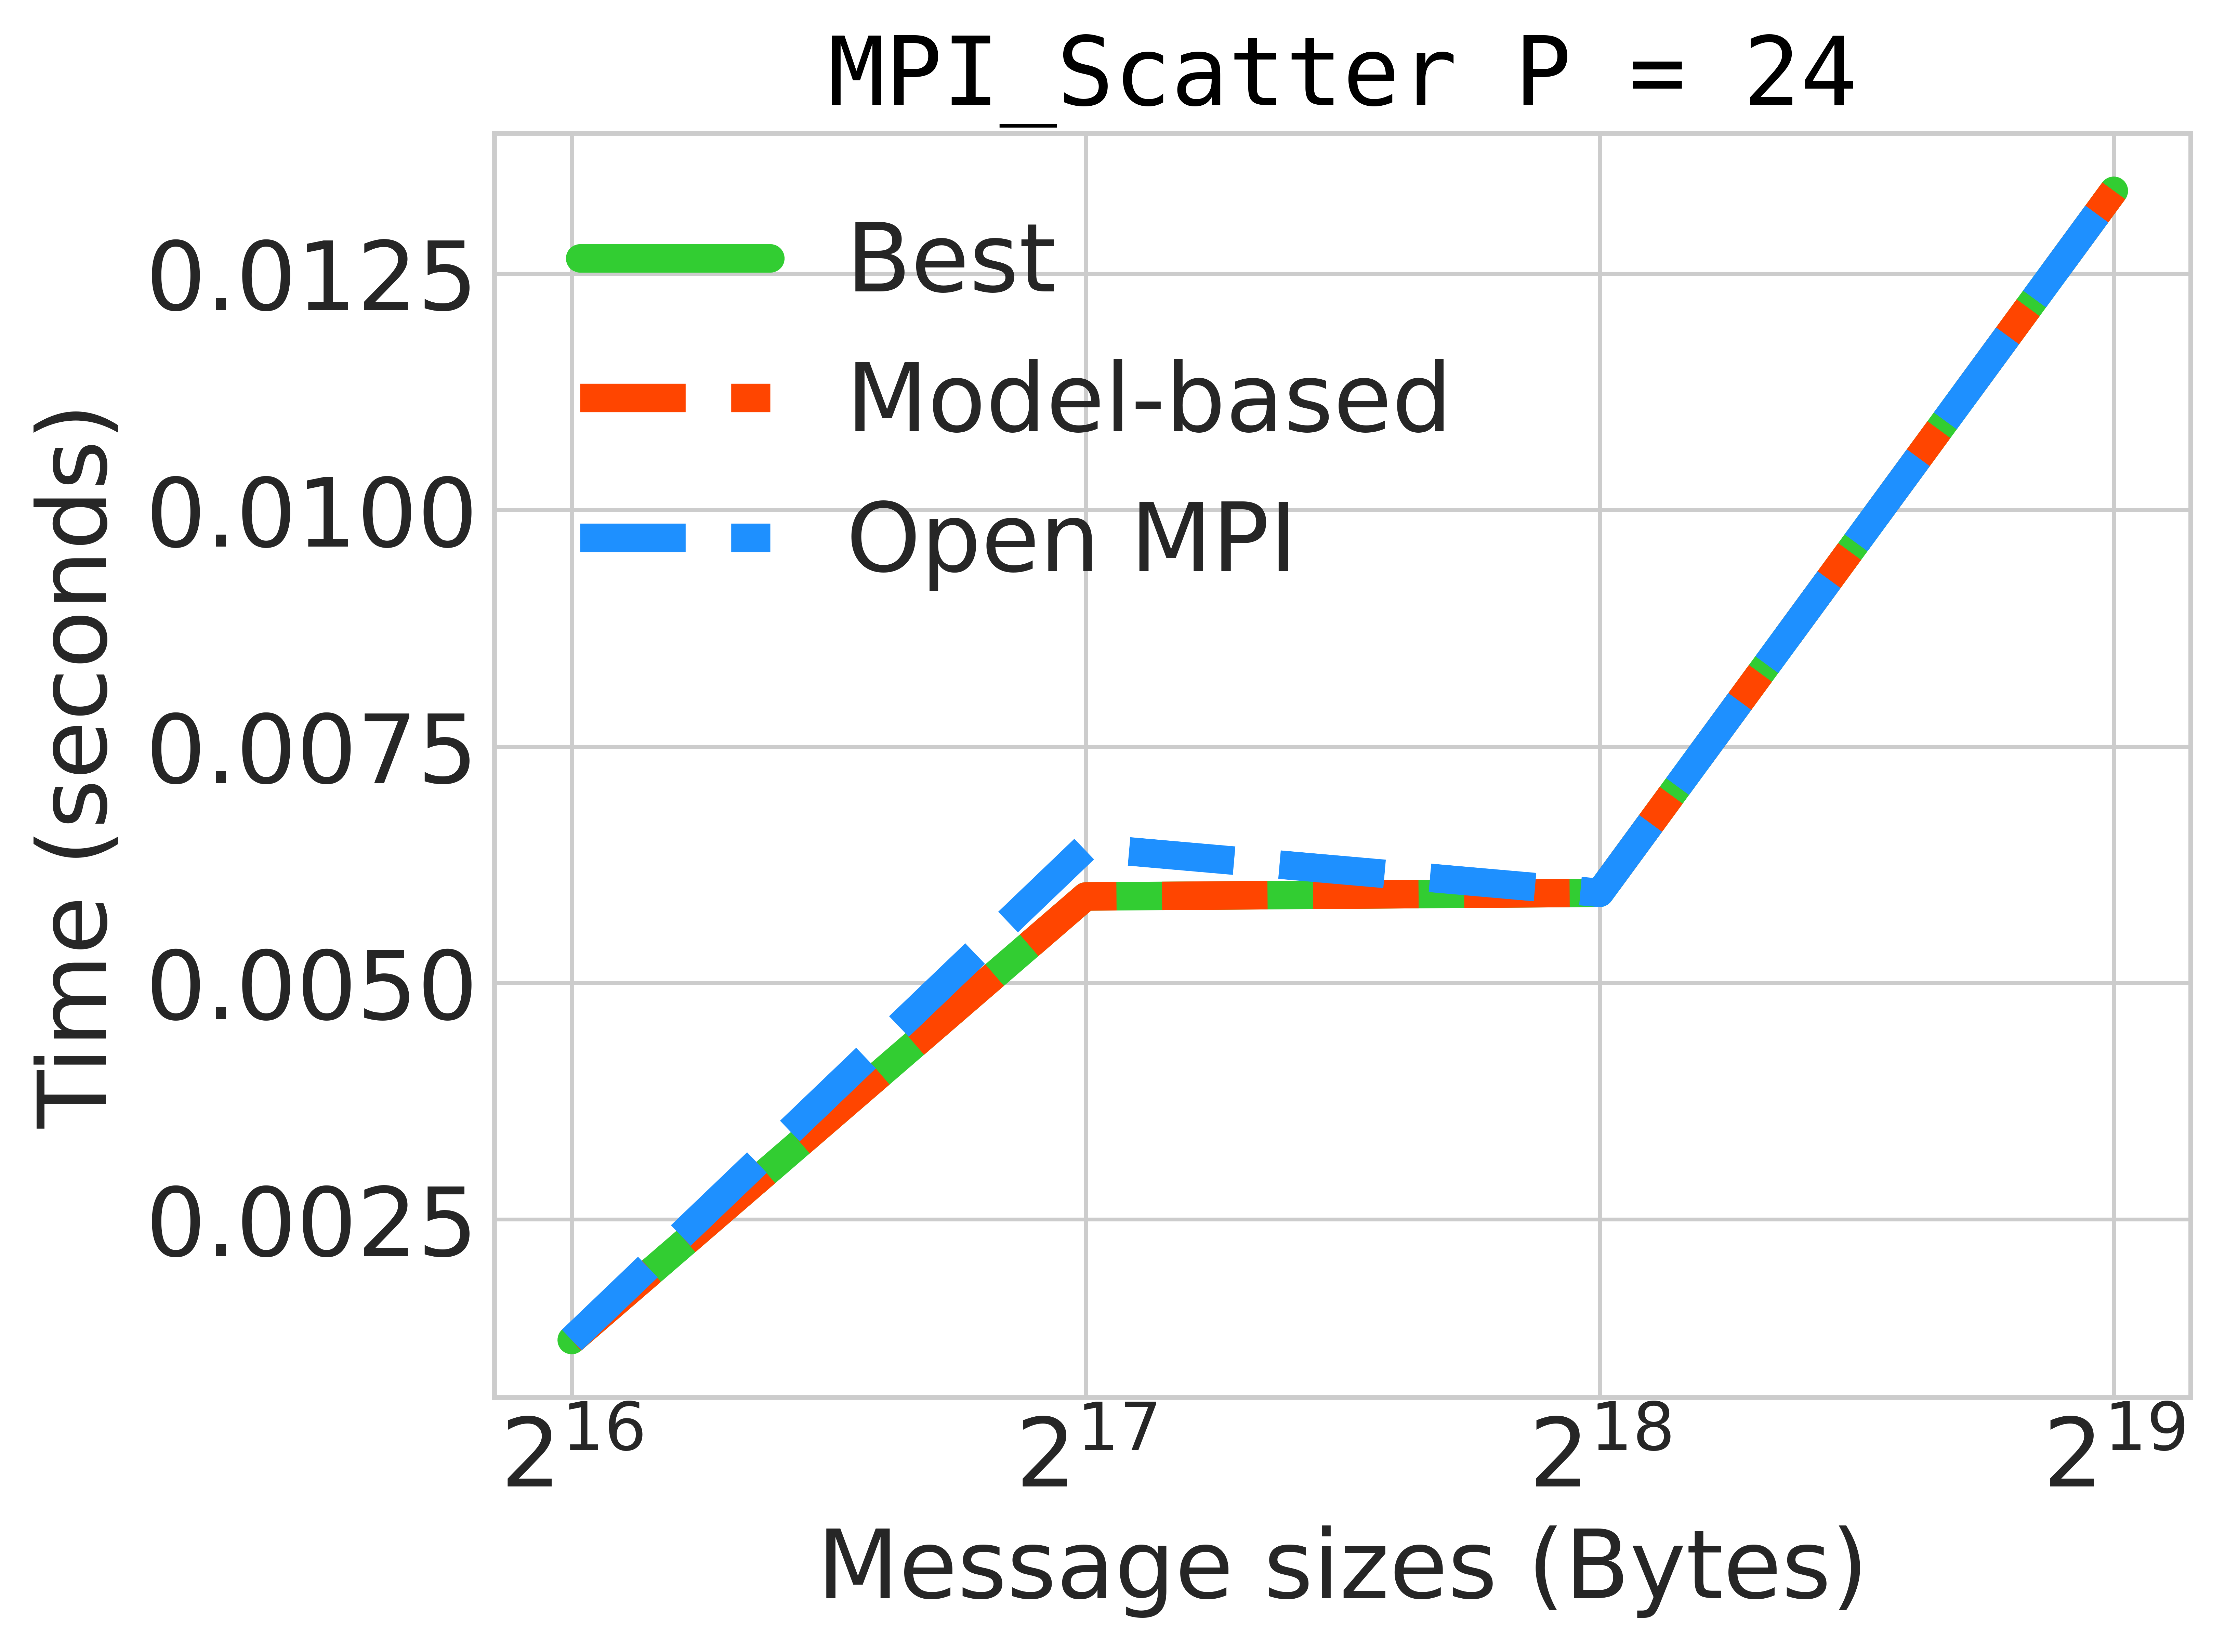 MPI_Scatter P = 24
Best
Model-based
Open MPI
0.0125
0.0100
0.0075
0.0050
0.0025
Time (seconds)
2^16 2^17 2^18 2^19
Message sizes (Bytes)